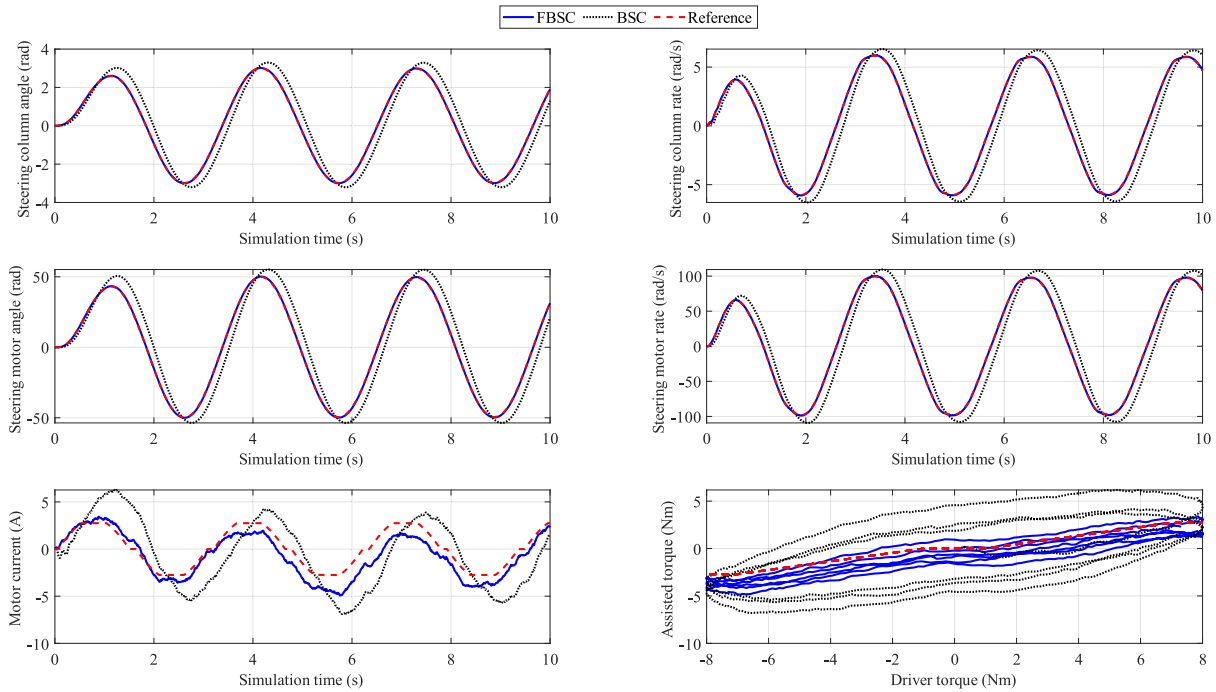 FBSC BSC Reference
Steering column angle (rad)
4
2
0
-2
-4
0 2 4 6 8 10
Simulation time (s)
Steering column rate (rad/s)
5
0
-5
0 2 4 6 8 10
Simulation time (s)
Steering motor angle (rad)
50
0
-50
0 2 4 6 8 10
Simulation time (s)
Steering motor rate (rad/s)
100
50
0
-50
-100
0 2 4 6 8 10
Simulation time (s)
Motor current (A)
5
0
-5
-10
0 2 4 6 8 10
Simulation time (s)
Assisted torque (Nm)
5
0
-5
-10
-8 -6 -4 -2 0 2 4 6 8
Driver torque (Nm)